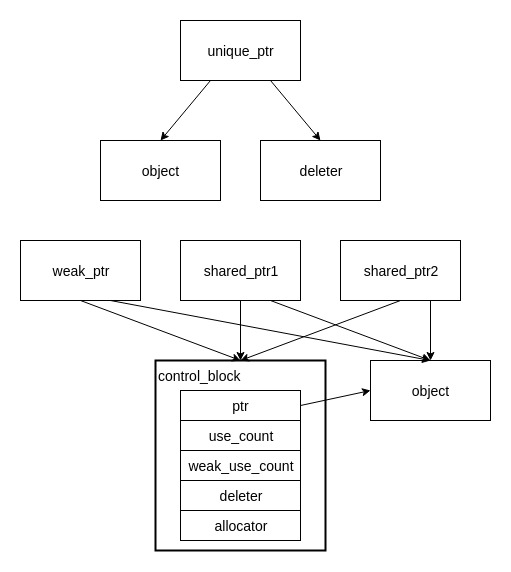 unique_ptr
object
deleter
weak_ptr
shared_ptr1
shared_ptr2
control_block
ptr
object
use_count
weak_use_count
deleter
allocator